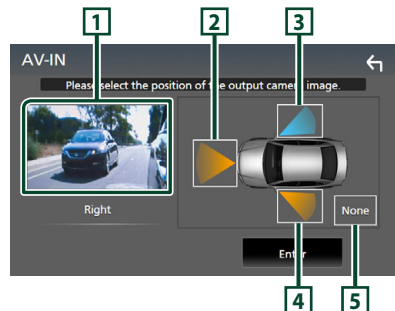 1 2 3
AV-IN
Please select the position of the output camera image.
Right
None
Enter
4 5